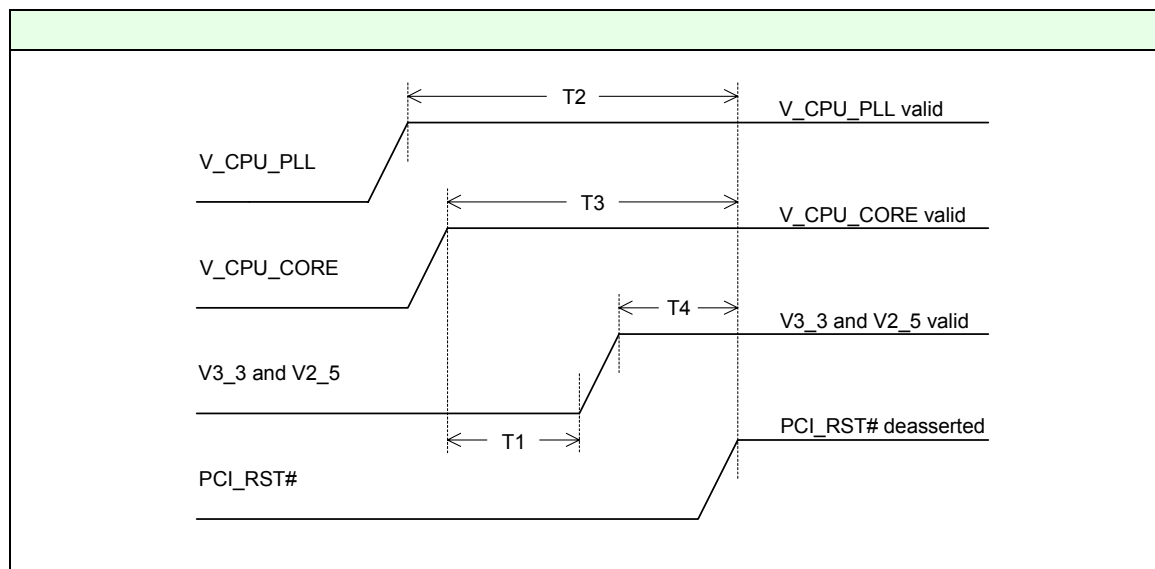 T2
V_CPU_PLL valid
V_CPU_PLL
T3
V_CPU_CORE valid
V_CPU_CORE
T4
V3_3 and V2_5 valid
V3_3 and V2_5
T1
PCI_RST# deasserted
PCI_RST#